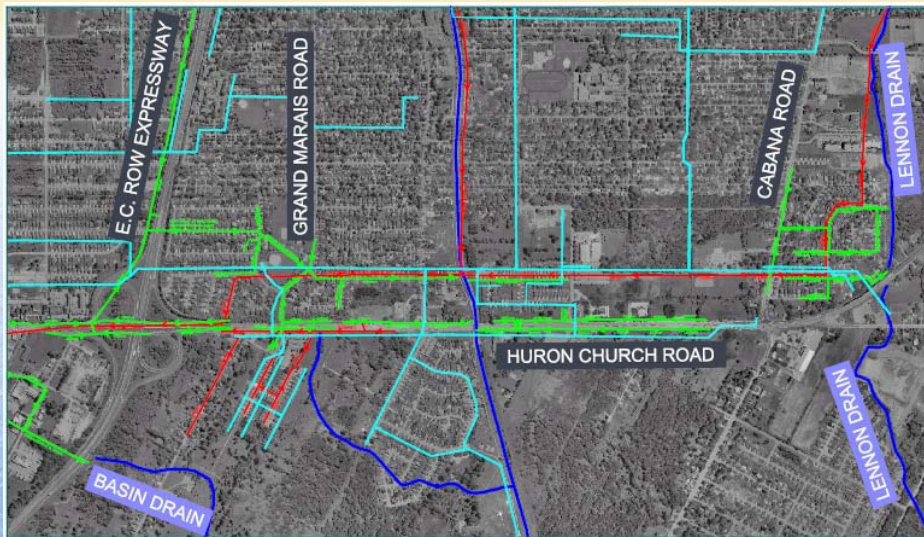 E.C. ROW EXPRESSWAY
GRAND MARAIS ROAD
CABANA ROAD
LENNON DRAIN
HURON CHURCH ROAD
LENNON DRAIN
BASIN DRAIN